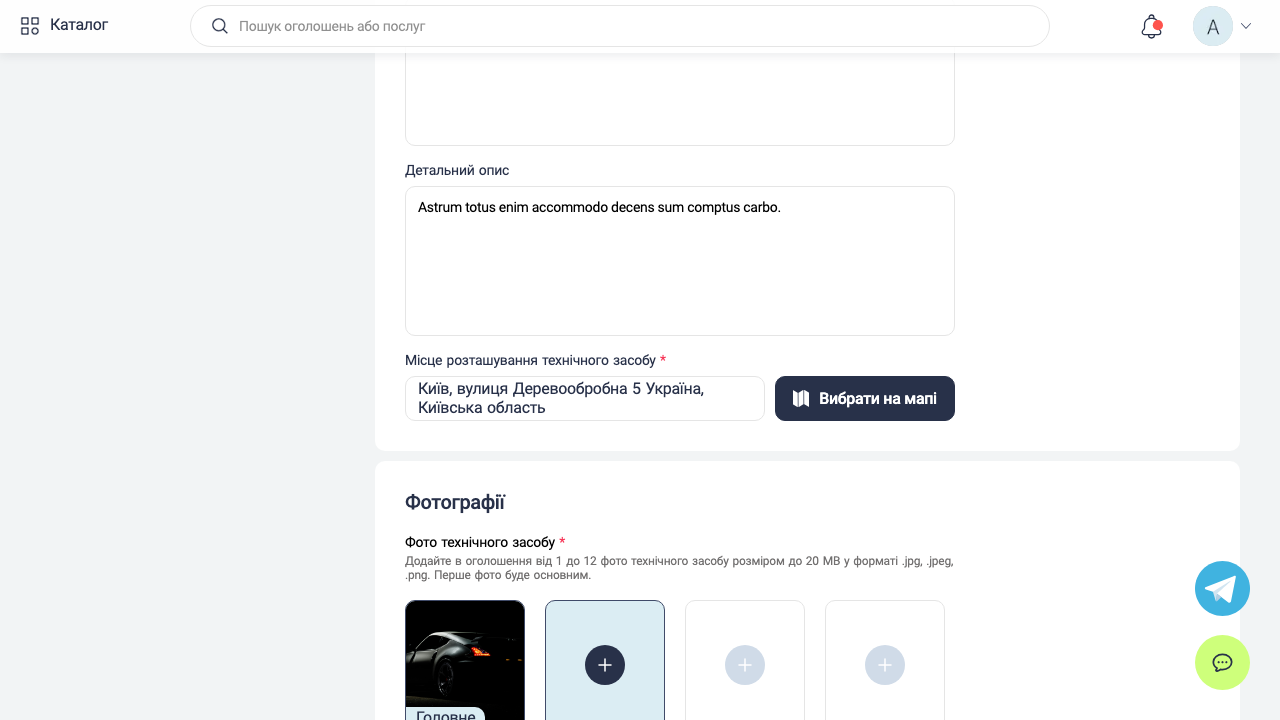 Каталог
Пошук оголошень або послуг
A
Детальний опис
Astrum totus enim accommodo decens sum comptus carbo.
Місце розташування технічного засобу *
Київ, вулиця Деревообробна 5 Україна,
Київська область
Вибрати на мапі
Фотографії
Фото технічного засобу *
Додайте в оголошення від 1 до 12 фото технічного засобу розміром до 20 MB у форматі .jpg, .jpeg,
.png. Перше фото буде основним.
Головне